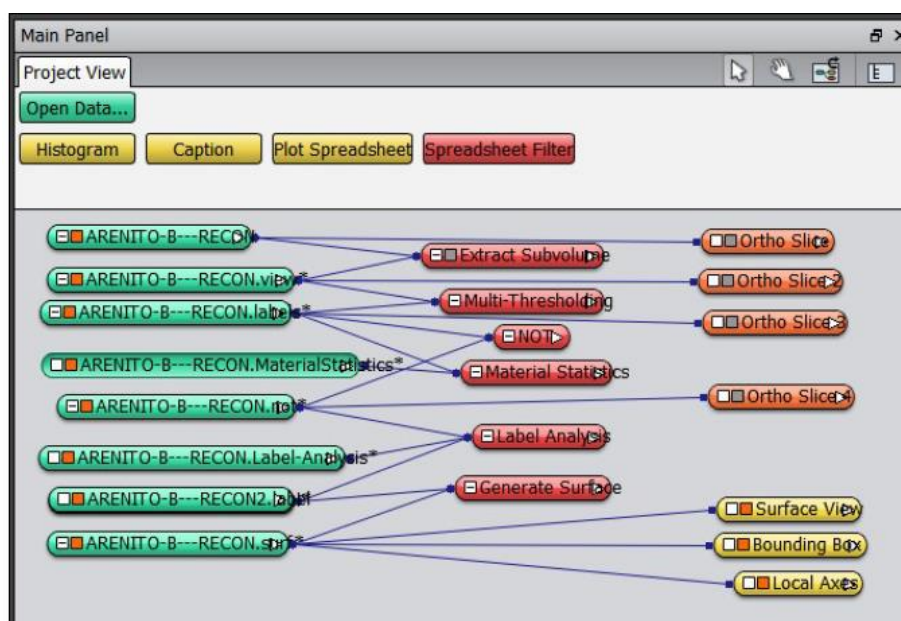 Main Panel
Project View
Open Data...
Histogram Caption Plot Spreadsheet Spreadsheet Filter
ARENITO-B---RECON
Ortho Slice
Extract Subvolume
ARENITO-B---RECON.view*
Ortho Slice 2
Multi-Thresholding
ARENITO-B---RECON.labels*
Ortho Slice 3
NOT
ARENITO-B---RECON.MaterialStatistics*
Material Statistics
ARENITO-B---RECON.not*
Ortho Slice 4
Label Analysis
ARENITO-B---RECON.Label-Analysis*
Generate Surface
ARENITO-B---RECON2.labbl*
Surface View
ARENITO-B---RECON.surf*
Bounding Box
Local Axes